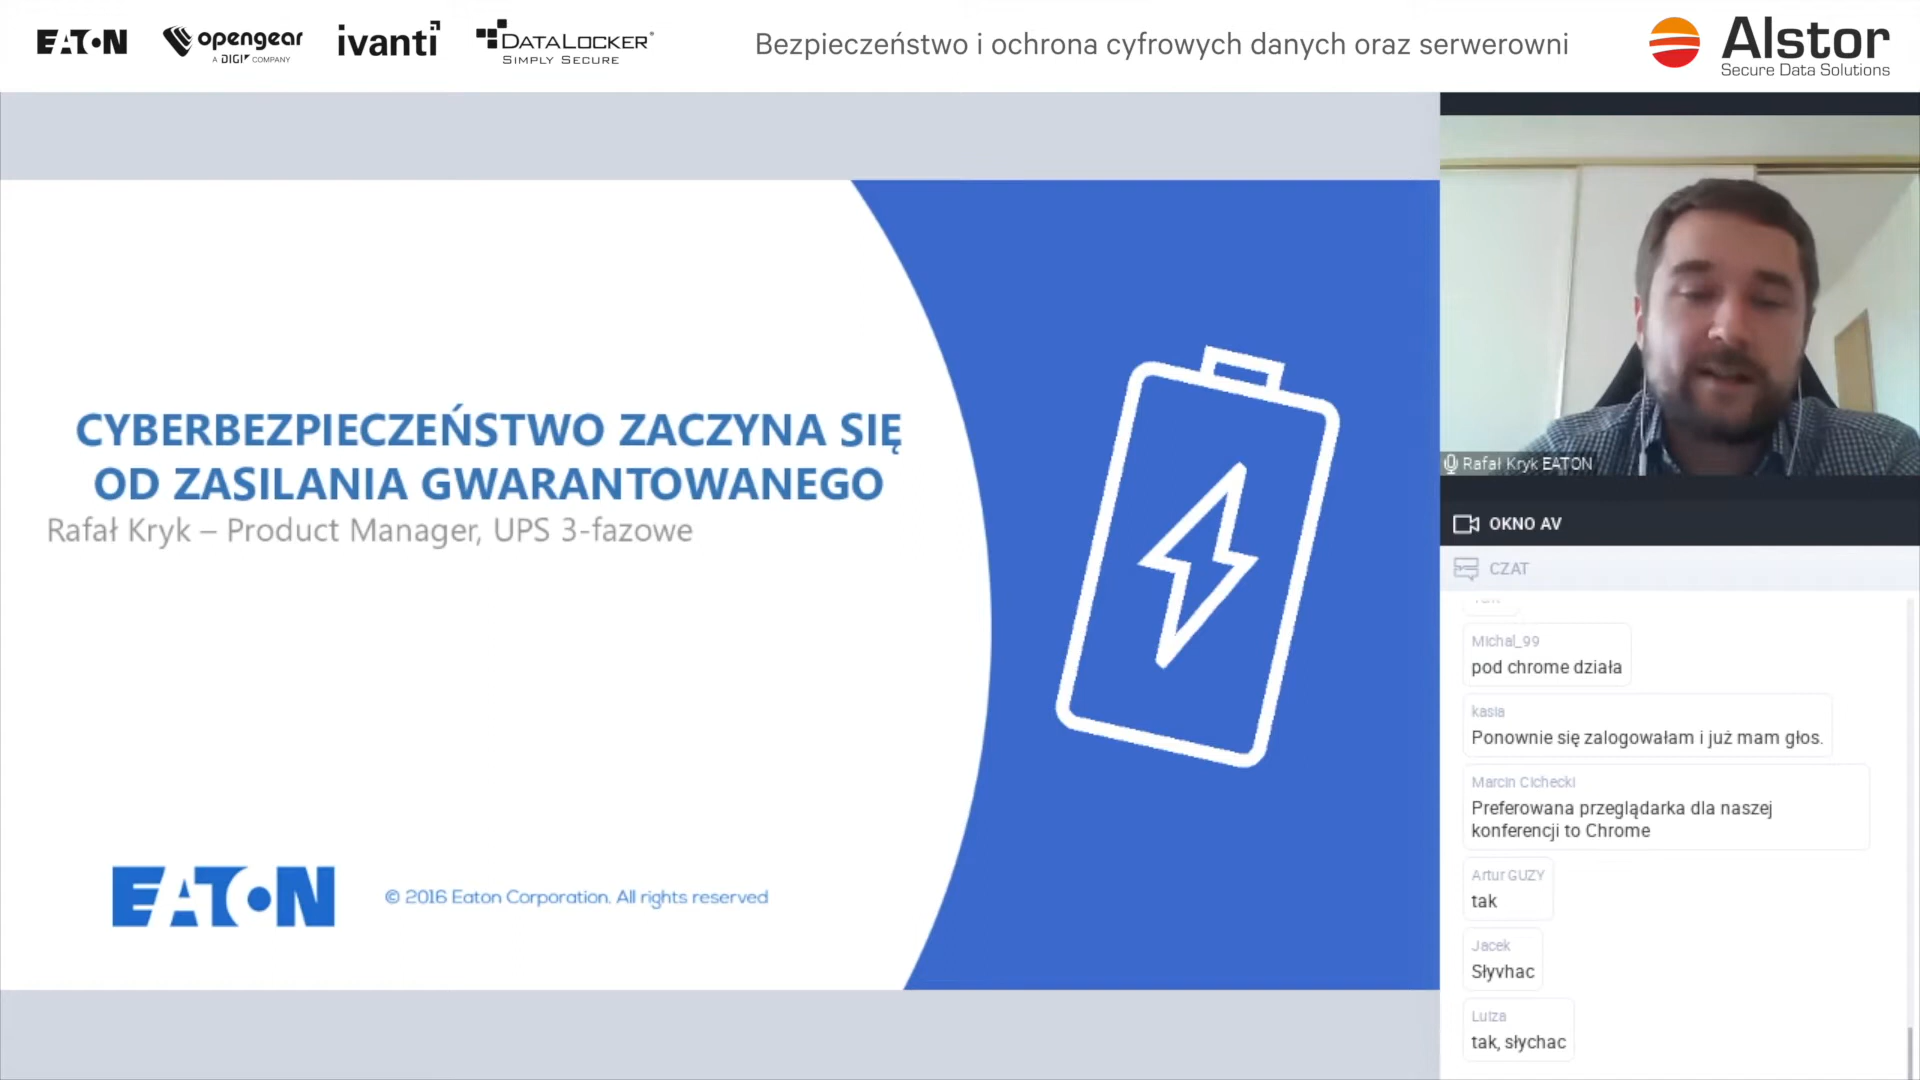 EATON
opengear
A DIGI COMPANY
ivanti
DATALOCKER
SIMPLY SECURE
Bezpieczeństwo i ochrona cyfrowych danych oraz serwerowni
Alstor
Secure Data Solutions
CYBERBEZPIECZEŃSTWO ZACZYNA SIĘ
OD ZASILANIA GWARANTOWANEGO
Rafał Kryk – Product Manager, UPS 3-fazowe
EATON
© 2016 Eaton Corporation. All rights reserved
Rafał Kryk EATON
OKNO AV
CZAT
Michal_99
pod chrome działa
kasia
Ponownie się zalogowałam i już mam głos.
Marcin Cichecki
Preferowana przeglądarka dla naszej
konferencji to Chrome
Artur GUZY
tak
Jacek
Słyvhac
Luiza
tak, słychac